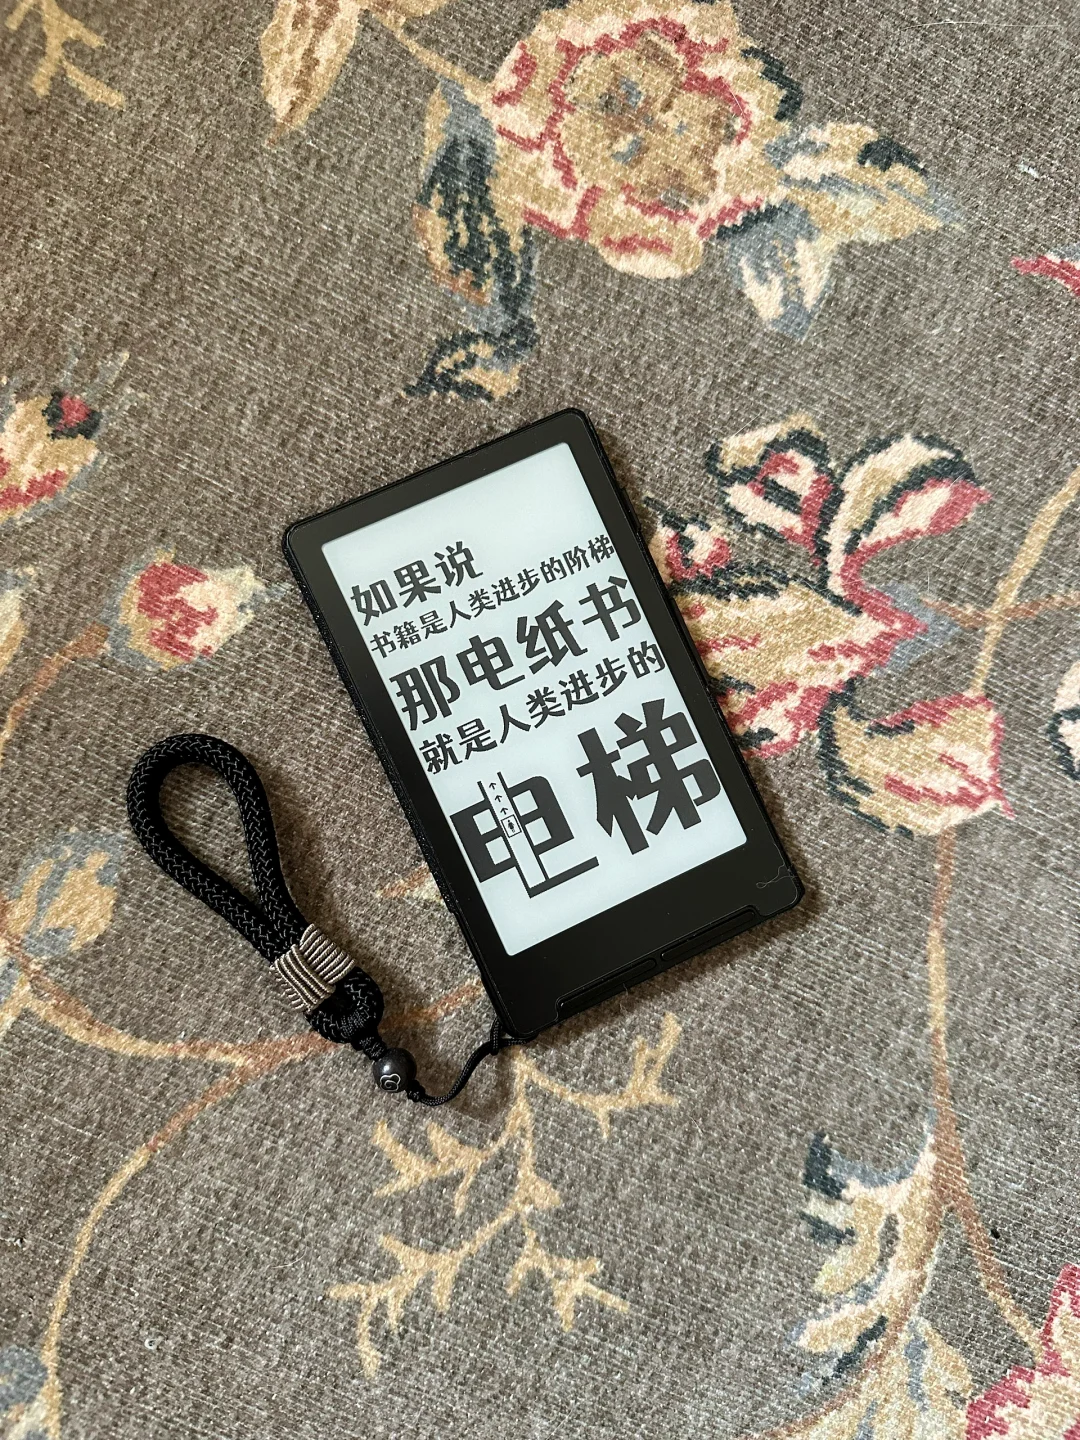 如果说
书籍是人类进步的阶梯
那电纸书
就是人类进步的
电梯